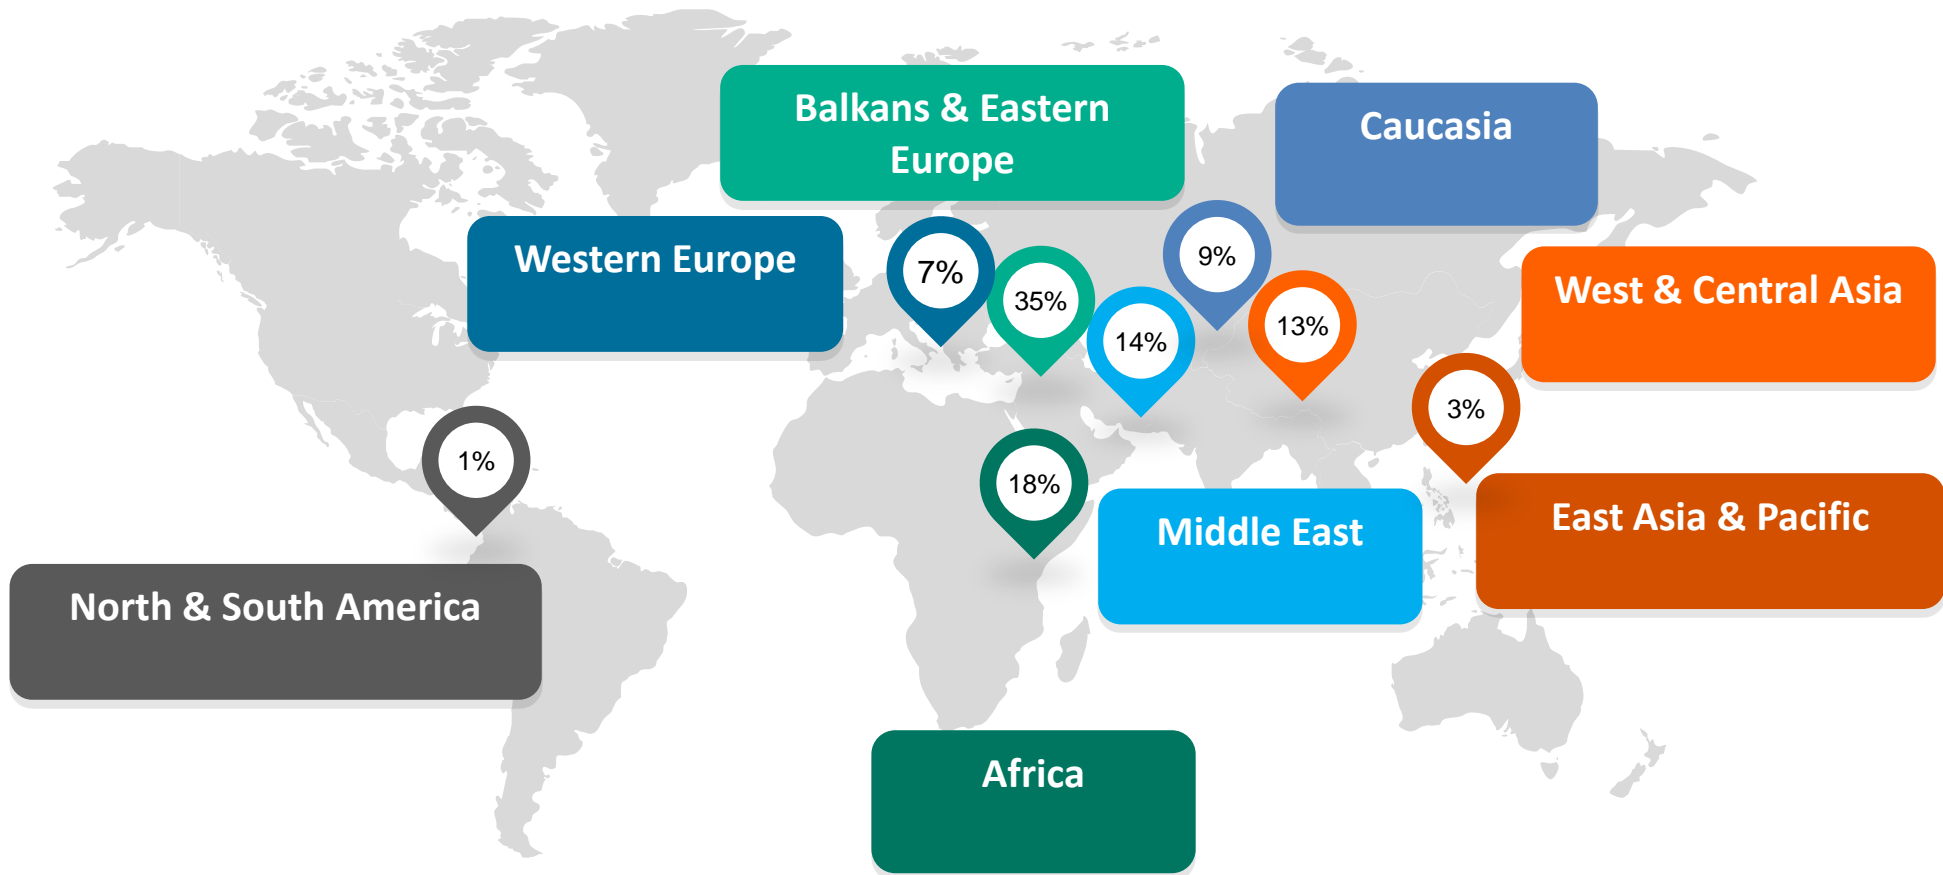 Balkans & Eastern
Europe
Caucasia
Western Europe
7%
9%
35%
14%
13%
West & Central Asia
3%
1%
18%
Middle East
East Asia & Pacific
North & South America
Africa